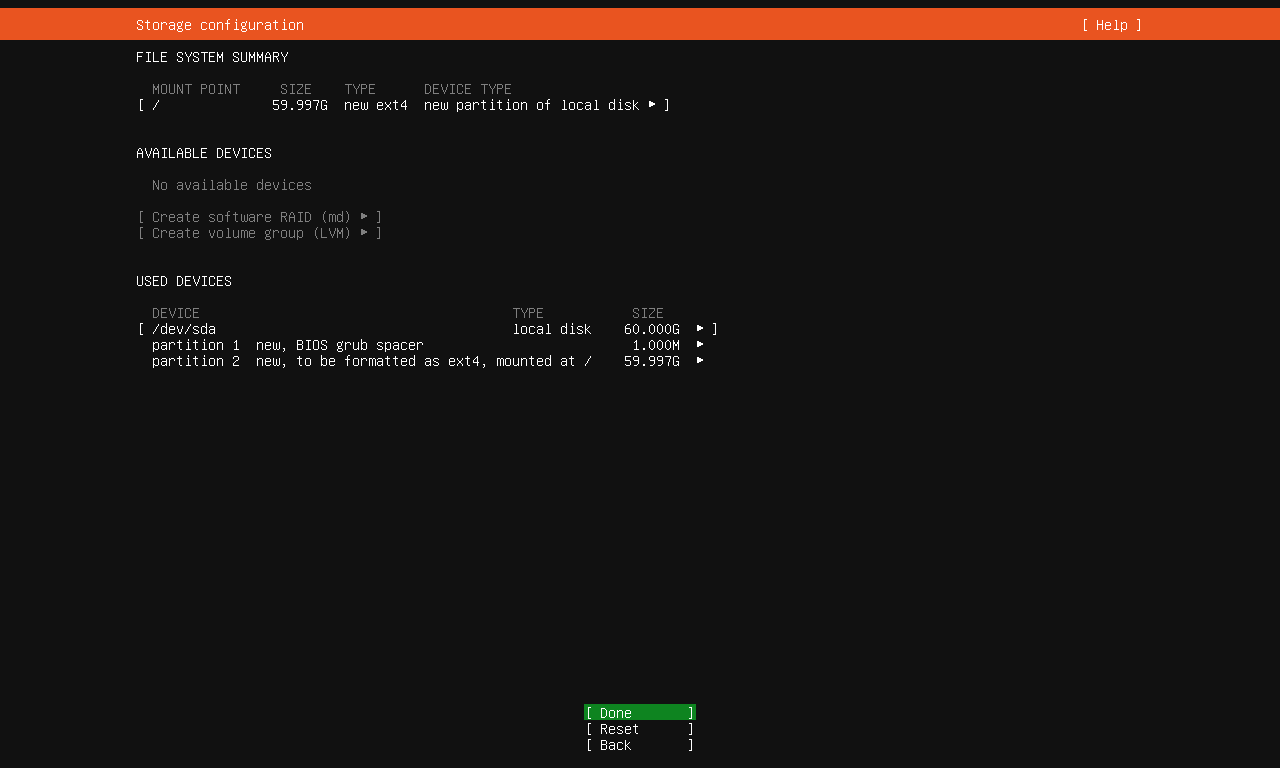 Storage configuration [ Help ]
FILE SYSTEM SUMMARY
MOUNT POINT SIZE TYPE DEVICE TYPE
[ / 59.997G new ext4 new partition of local disk ▸ ]
AVAILABLE DEVICES
No available devices
[ Create software RAID (md) ▸ ]
[ Create volume group (LVM) ▸ ]
USED DEVICES
DEVICE TYPE SIZE
[ /dev/sda local disk 60.000G ▸ ]
partition 1 new, BIOS grub spacer 1.000M ▸
partition 2 new, to be formatted as ext4, mounted at / 59.997G ▸
[ Done ]
[ Reset ]
[ Back ]